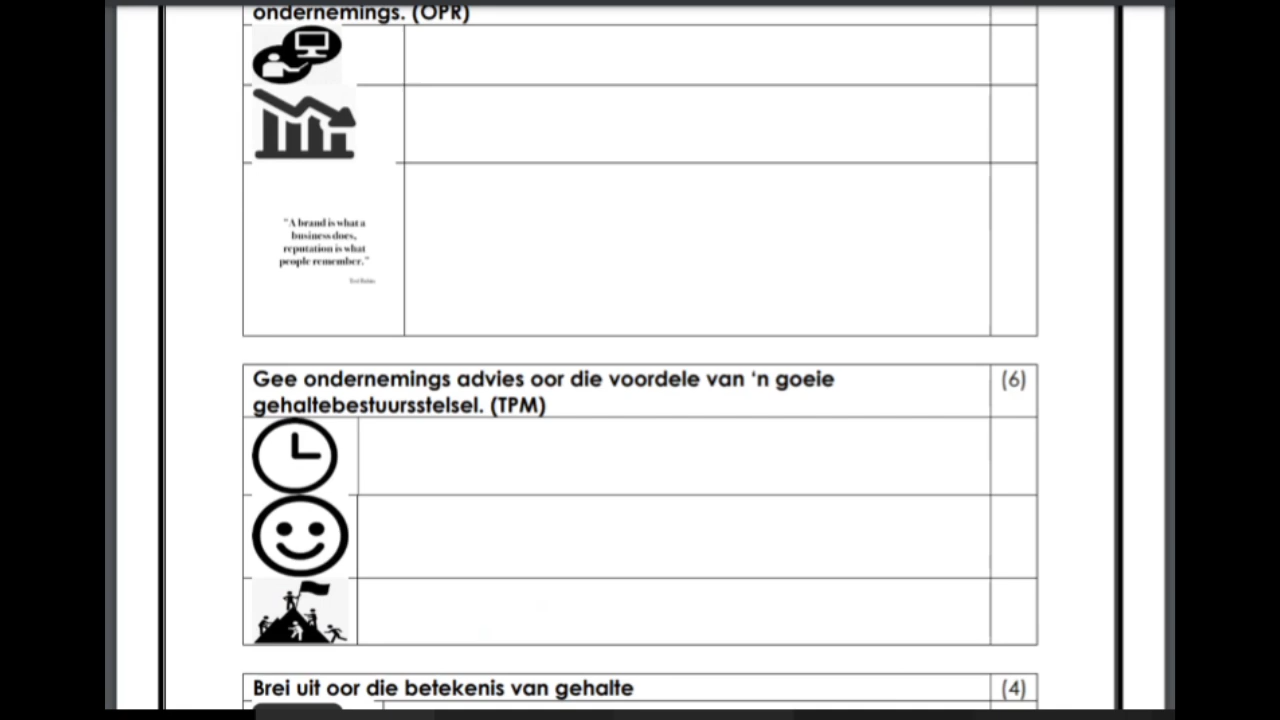 ondernemings. (OPR)
"A brand is what a
business does,
reputation is what
people remember."
Gee ondernemings advies oor die voordele van ‘n goeie
(6)
gehaltebestuursstelsel. (TPM)
Brei uit oor die betekenis van gehalte
(4)